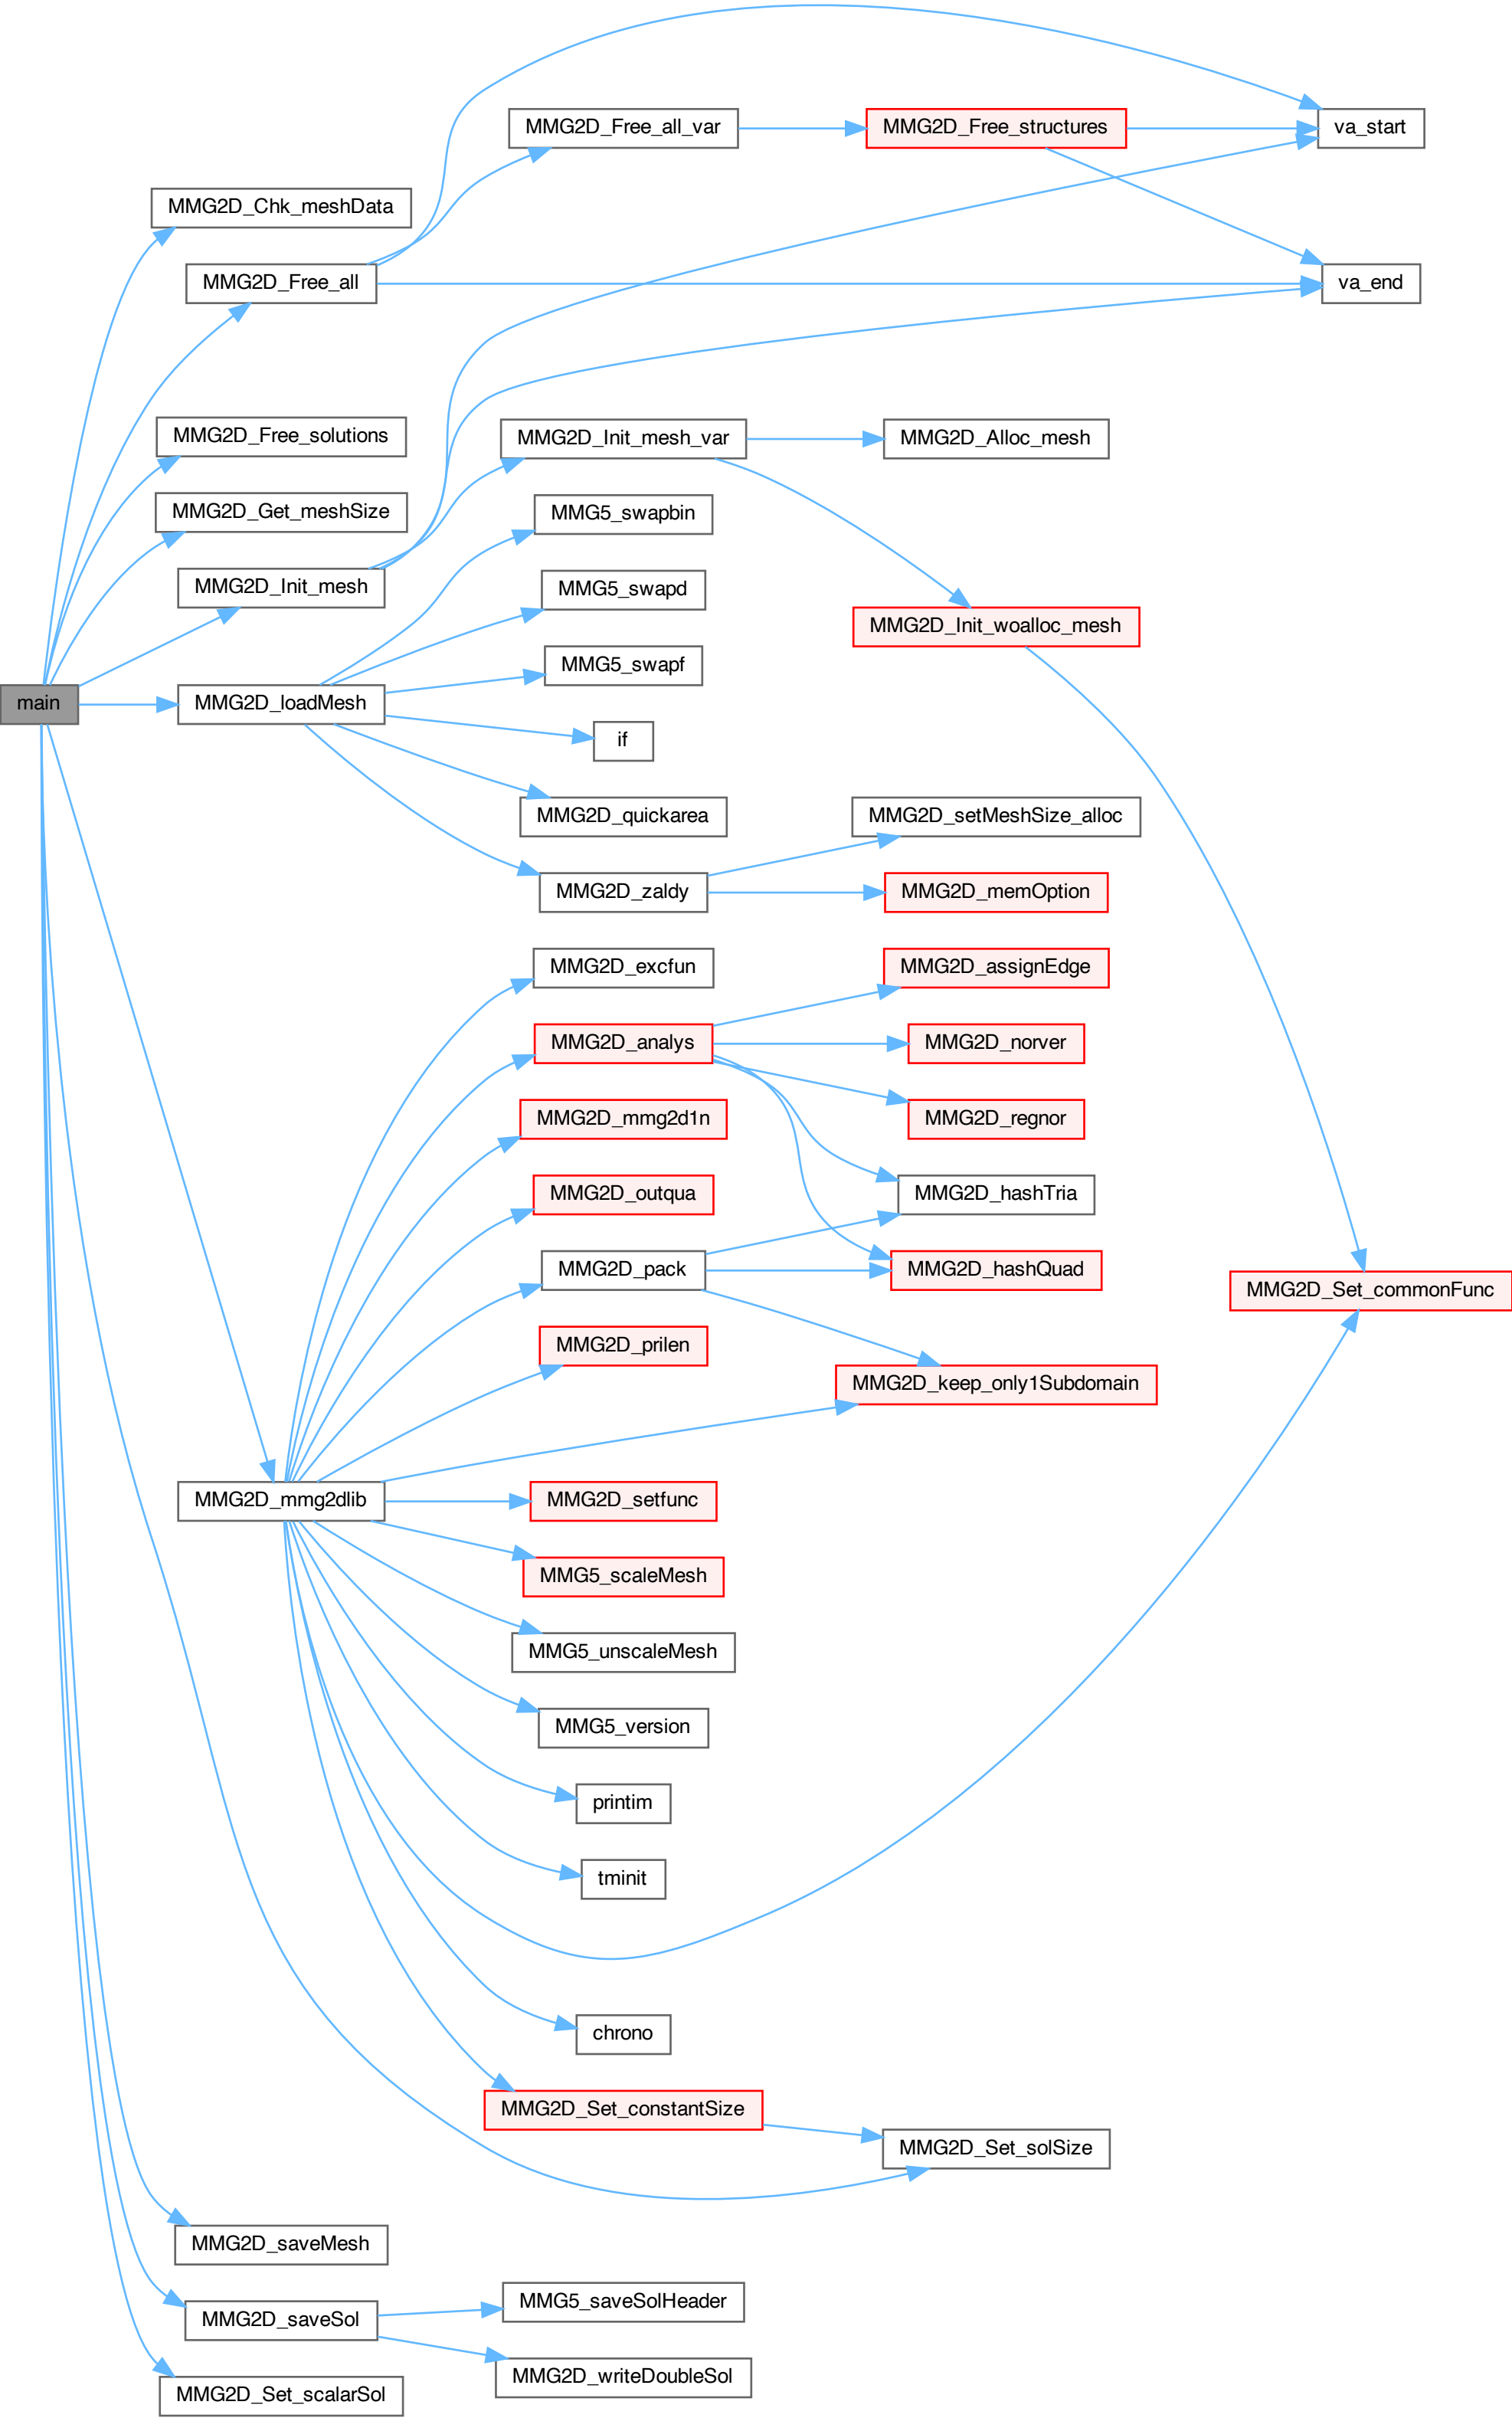 MMG2D_Free_all_var
MMG2D_Free_structures
va_start
MMG2D_Chk_meshData
MMG2D_Free_all
va_end
MMG2D_Free_solutions
MMG2D_Init_mesh_var
MMG2D_Alloc_mesh
MMG2D_Get_meshSize
MMG5_swapbin
MMG2D_Init_mesh
MMG5_swapd
MMG2D_Init_woalloc_mesh
MMG5_swapf
main
MMG2D_loadMesh
if
MMG2D_quickarea
MMG2D_setMeshSize_alloc
MMG2D_zaldy
MMG2D_memOption
MMG2D_excfun
MMG2D_assignEdge
MMG2D_analys
MMG2D_norver
MMG2D_mmg2d1n
MMG2D_regnor
MMG2D_outqua
MMG2D_hashTria
MMG2D_pack
MMG2D_hashQuad
MMG2D_Set_commonFunc
MMG2D_prilen
MMG2D_keep_only1Subdomain
MMG2D_mmg2dlib
MMG2D_setfunc
MMG5_scaleMesh
MMG5_unscaleMesh
MMG5_version
printim
tminit
chrono
MMG2D_Set_constantSize
MMG2D_Set_solSize
MMG2D_saveMesh
MMG5_saveSolHeader
MMG2D_saveSol
MMG2D_writeDoubleSol
MMG2D_Set_scalarSol